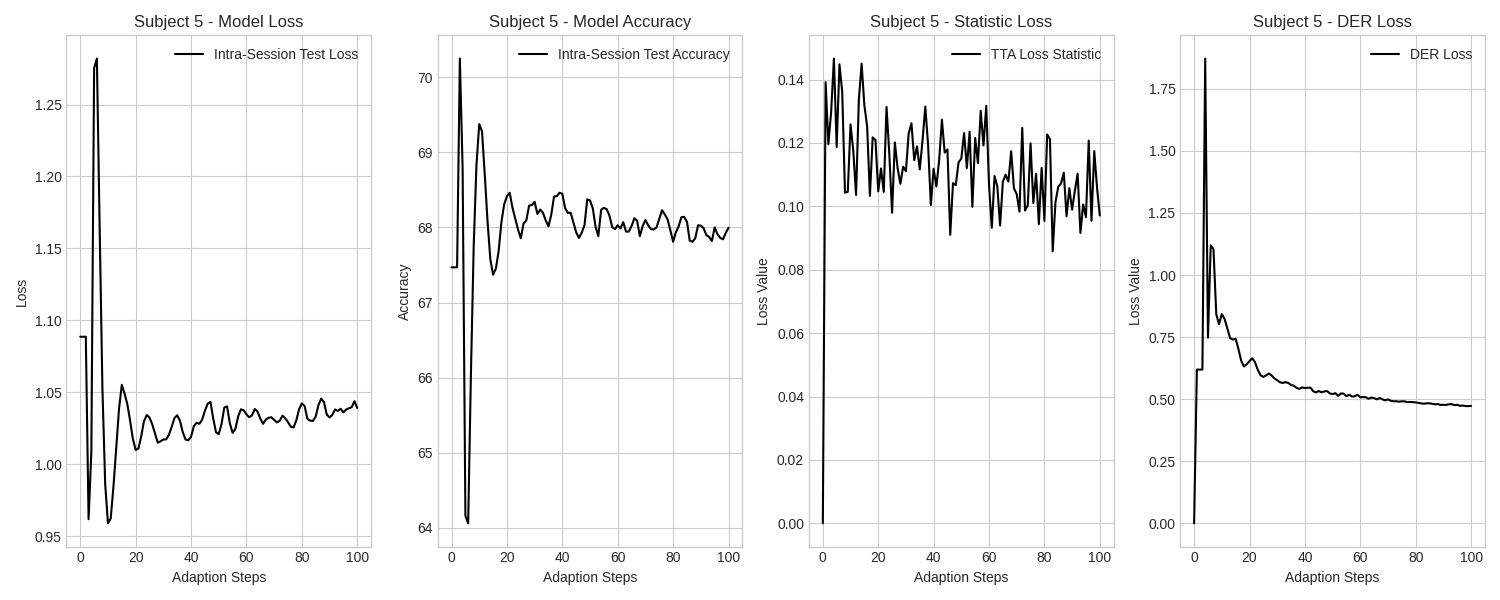 Subject 5 - Model Loss
Intra-Session Test Loss
Loss
1.25
1.20
1.15
1.10
1.05
1.00
0.95
0 20 40 60 80 100
Adaption Steps
Subject 5 - Model Accuracy
Intra-Session Test Accuracy
Accuracy
70
69
68
67
66
65
64
0 20 40 60 80 100
Adaption Steps
Subject 5 - Statistic Loss
TTA Loss Statistic
Loss Value
0.14
0.12
0.10
0.08
0.06
0.04
0.02
0.00
0 20 40 60 80 100
Adaption Steps
Subject 5 - DER Loss
DER Loss
Loss Value
1.75
1.50
1.25
1.00
0.75
0.50
0.25
0.00
0 20 40 60 80 100
Adaption Steps